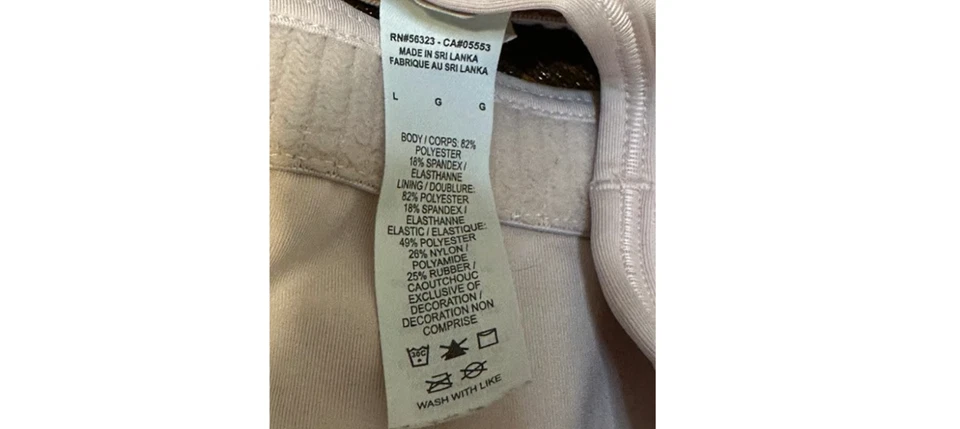 RN#56323 - CA#05553
MADE IN SRI LANKA
FABRIQUE AU SRI LANKA
L G G
BODY / CORPS: 82%
POLYESTER
18% SPANDEX /
ELASTHANNE
LINING / DOUBLURE:
82% POLYESTER
18% SPANDEX /
ELASTHANNE
ELASTIC / ELASTIQUE:
49% POLYESTER
26% NYLON /
POLYAMIDE
25% RUBBER /
CAOUTCHOUC
EXCLUSIVE OF
DECORATION /
DECORATION NON
COMPRISE
30C
WASH WITH LIKE